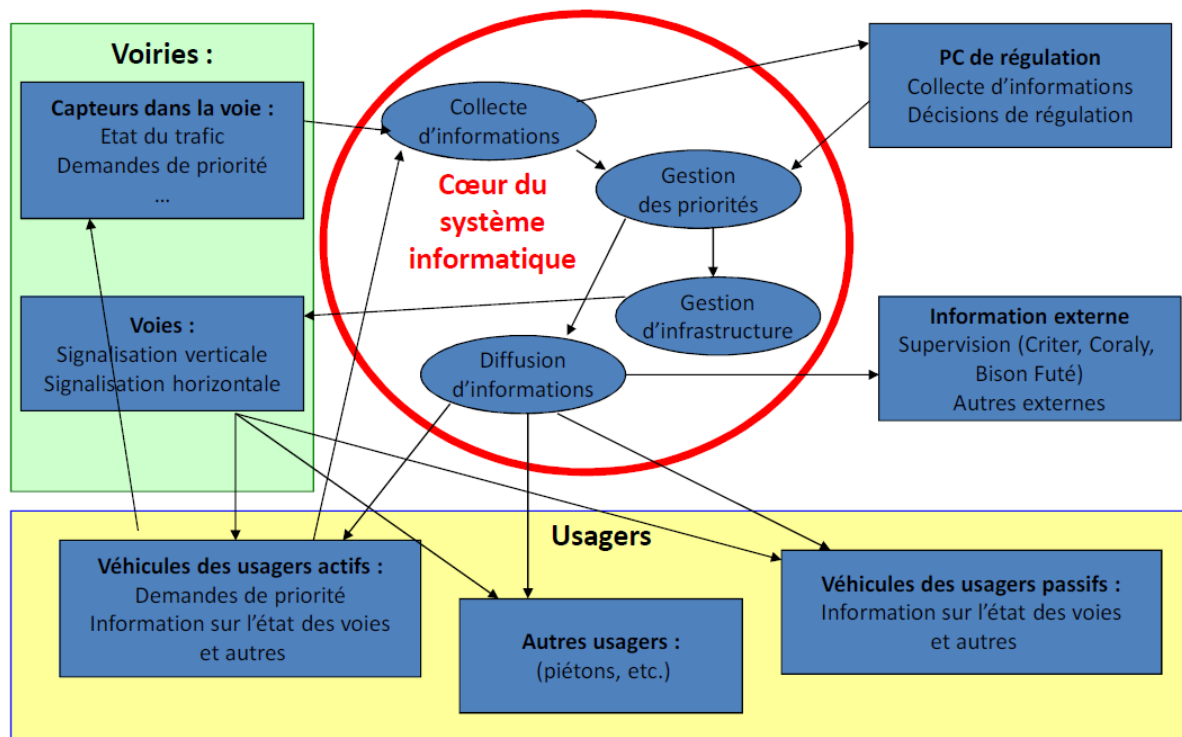 Voiries :
Capteurs dans la voie :
Etat du trafic
Demandes de priorité
...
Voies :
Signalisation verticale
Signalisation horizontale
Collecte
d'informations
Cœur du
système
informatique
Gestion
des priorités
Gestion
d'infrastructure
Diffusion
d'informations
PC de régulation
Collecte d'informations
Décisions de régulation
Information externe
Supervision (Criter, Coraly,
Bison Futé)
Autres externes
Usagers
Véhicules des usagers actifs :
Demandes de priorité
Information sur l'état des voies
et autres
Autres usagers :
(piétons, etc.)
Véhicules des usagers passifs :
Information sur l'état des voies
et autres